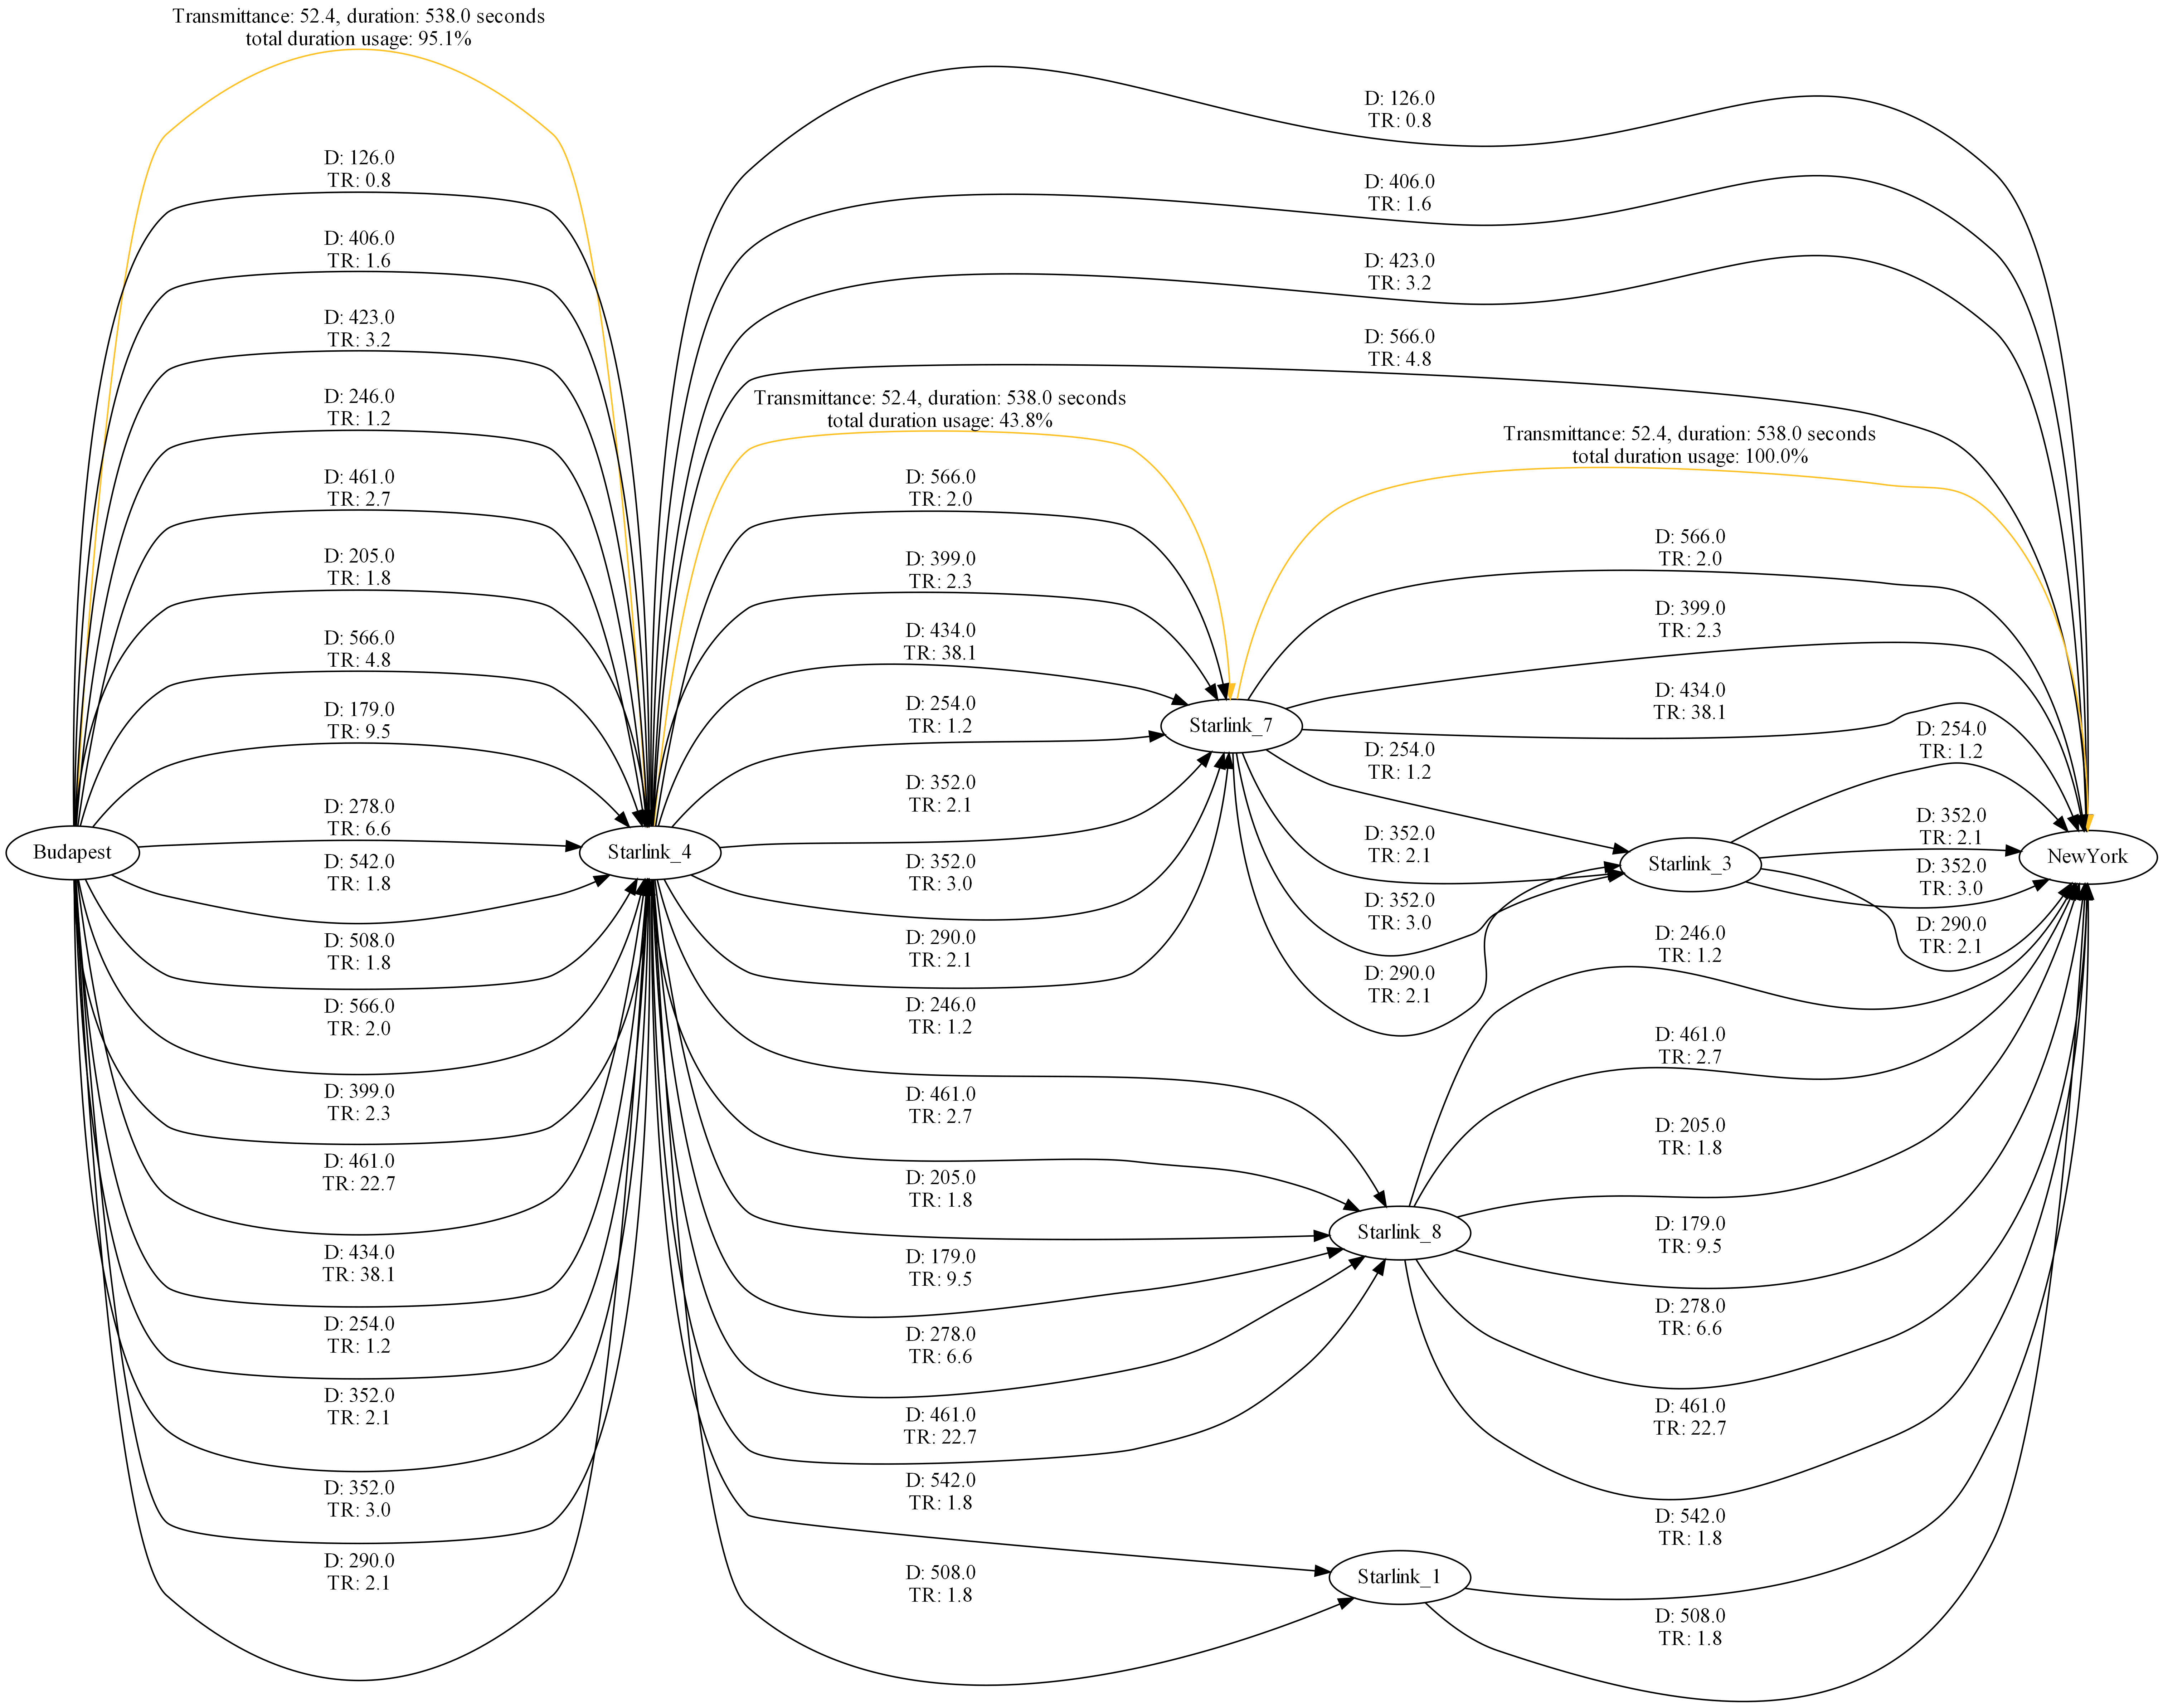 Transmittance: 52.4, duration: 538.0 seconds
total duration usage: 95.1%
D: 126.0
TR: 0.8
D: 406.0
TR: 1.6
D: 423.0
TR: 3.2
D: 246.0
TR: 1.2
D: 461.0
TR: 2.7
D: 205.0
TR: 1.8
D: 566.0
TR: 4.8
D: 179.0
TR: 9.5
D: 278.0
TR: 6.6
Budapest
D: 542.0
TR: 1.8
D: 508.0
TR: 1.8
D: 566.0
TR: 2.0
D: 399.0
TR: 2.3
D: 461.0
TR: 22.7
D: 434.0
TR: 38.1
D: 254.0
TR: 1.2
D: 352.0
TR: 2.1
D: 352.0
TR: 3.0
D: 290.0
TR: 2.1
Starlink_4
Transmittance: 52.4, duration: 538.0 seconds
total duration usage: 43.8%
D: 566.0
TR: 2.0
D: 399.0
TR: 2.3
D: 434.0
TR: 38.1
D: 254.0
TR: 1.2
D: 352.0
TR: 2.1
D: 352.0
TR: 3.0
D: 290.0
TR: 2.1
D: 246.0
TR: 1.2
D: 461.0
TR: 2.7
D: 205.0
TR: 1.8
D: 179.0
TR: 9.5
D: 278.0
TR: 6.6
D: 461.0
TR: 22.7
D: 542.0
TR: 1.8
D: 508.0
TR: 1.8
D: 126.0
TR: 0.8
D: 406.0
TR: 1.6
D: 423.0
TR: 3.2
D: 566.0
TR: 4.8
Starlink_7
D: 254.0
TR: 1.2
D: 352.0
TR: 2.1
D: 352.0
TR: 3.0
D: 290.0
TR: 2.1
Starlink_8
Starlink_1
Transmittance: 52.4, duration: 538.0 seconds
total duration usage: 100.0%
D: 566.0
TR: 2.0
D: 399.0
TR: 2.3
D: 434.0
TR: 38.1
Starlink_3
D: 246.0
TR: 1.2
D: 461.0
TR: 2.7
D: 205.0
TR: 1.8
D: 179.0
TR: 9.5
D: 278.0
TR: 6.6
D: 461.0
TR: 22.7
D: 542.0
TR: 1.8
D: 508.0
TR: 1.8
D: 254.0
TR: 1.2
D: 352.0
TR: 2.1
D: 352.0
TR: 3.0
D: 290.0
TR: 2.1
NewYork